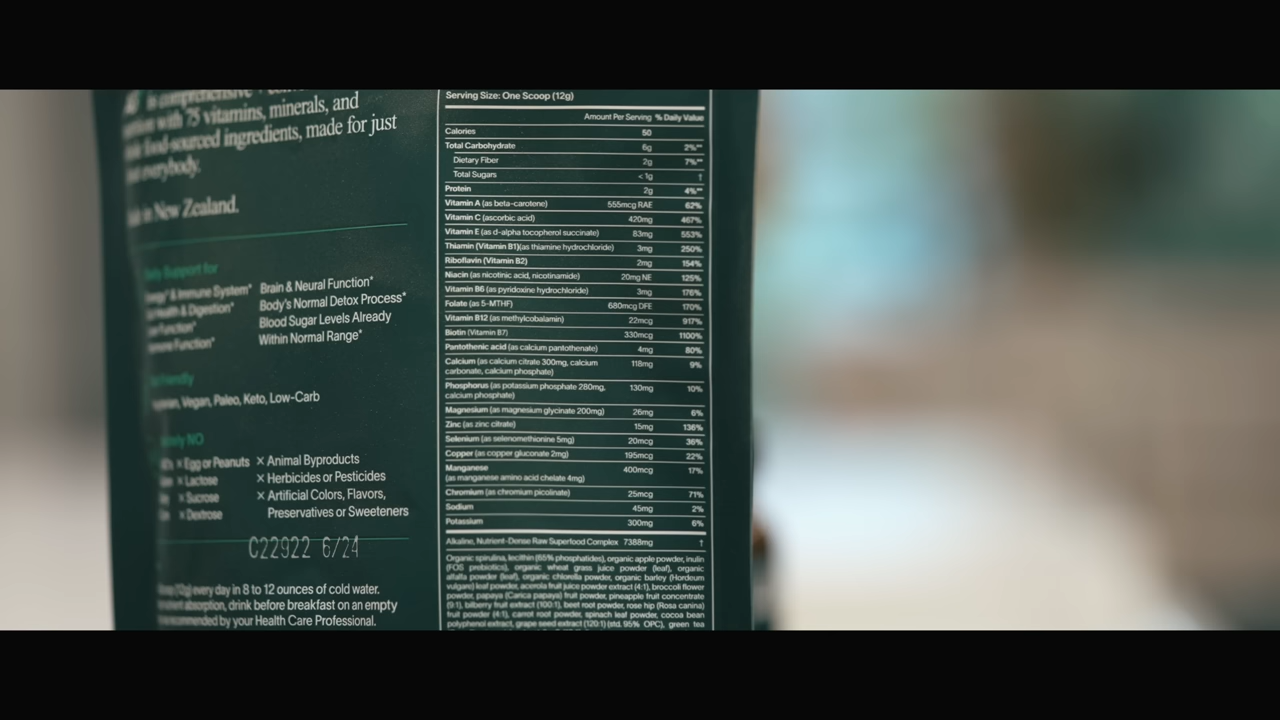 is comprehensive
with 75 vitamins, minerals, and
food-sourced ingredients, made for just
everybody.
in New Zealand.
Daily Support for
& Immune System* Brain & Neural Function*
Health & Digestion* Body's Normal Detox Process*
Function* Blood Sugar Levels Already
Function* Within Normal Range*
Friendly
Vegan, Paleo, Keto, Low-Carb
NO
× Egg or Peanuts × Animal Byproducts
× Lactose × Herbicides or Pesticides
× Sucrose × Artificial Colors, Flavors,
× Dextrose Preservatives or Sweeteners
C22922 6/24
every day in 8 to 12 ounces of cold water.
absorption, drink before breakfast on an empty
recommended by your Health Care Professional.
Serving Size: One Scoop (12g)
Amount Per Serving % Daily Value
Calories 50
Total Carbohydrate 6g 2%**
Dietary Fiber 2g 7%**
Total Sugars <1g †
Protein 2g 4%**
Vitamin A (as beta-carotene) 555mcg RAE 62%
Vitamin C (ascorbic acid) 420mg 467%
Vitamin E (as d-alpha tocopherol succinate) 83mg 553%
Thiamin (Vitamin B1)(as thiamine hydrochloride) 3mg 250%
Riboflavin (Vitamin B2) 2mg 154%
Niacin (as nicotinic acid, nicotinamide) 20mg NE 125%
Vitamin B6 (as pyridoxine hydrochloride) 3mg 176%
Folate (as 5-MTHF) 680mcg DFE 170%
Vitamin B12 (as methylcobalamin) 22mcg 917%
Biotin (Vitamin B7) 330mcg 1100%
Pantothenic acid (as calcium pantothenate) 4mg 80%
Calcium (as calcium citrate 300mg, calcium 118mg 9%
carbonate, calcium phosphate)
Phosphorus (as potassium phosphate 280mg, 130mg 10%
calcium phosphate)
Magnesium (as magnesium glycinate 200mg) 26mg 6%
Zinc (as zinc citrate) 15mg 136%
Selenium (as selenomethionine 5mg) 20mcg 36%
Copper (as copper gluconate 2mg) 195mcg 22%
Manganese 400mcg 17%
(as manganese amino acid chelate 4mg)
Chromium (as chromium picolinate) 25mcg 71%
Sodium 45mg 2%
Potassium 300mg 6%
Alkaline, Nutrient-Dense Raw Superfood Complex 7388mg †
Organic spirulina, lecithin (65% phosphatides), organic apple powder, inulin
(FOS prebiotics), organic wheat grass juice powder (leaf), organic
alfalfa powder (leaf), organic chlorella powder, organic barley (Hordeum
vulgare) leaf powder, acerola fruit juice powder extract (4:1), broccoli flower
powder, papaya (Carica papaya) fruit powder, pineapple fruit concentrate
(9:1), bilberry fruit extract (100:1), beet root powder, rose hip (Rosa canina)
fruit powder (4:1), carrot root powder, spinach leaf powder, cocoa bean
polyphenol extract, grape seed extract (120:1) (std. 95% OPC), green tea